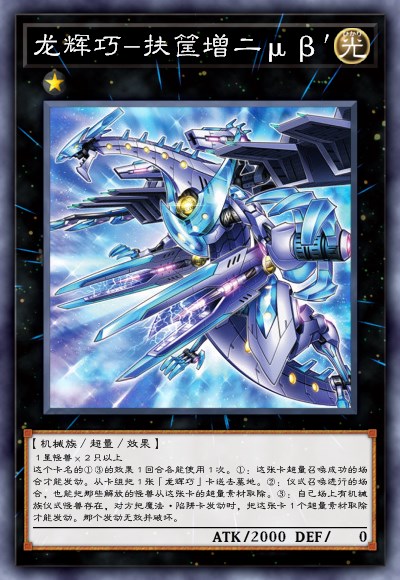 龙辉巧－扶筐増二μβ′
光
ひかり
【机械族／超量／效果】
1星怪兽×2只以上
这个卡名的①③的效果1回合各能使用1次。①：这张卡超量召唤成功的场
合才能发动。从卡组把1张「龙辉巧」卡送去墓地。②：仪式召唤进行的场
合，也能把那些解放的怪兽从这张卡的超量素材取除。③：自己场上有机械
族仪式怪兽存在，对方把魔法·陷阱卡发动时，把这张卡1个超量素材取除
才能发动。那个发动无效并破坏。
ATK/2000 DEF/ 0